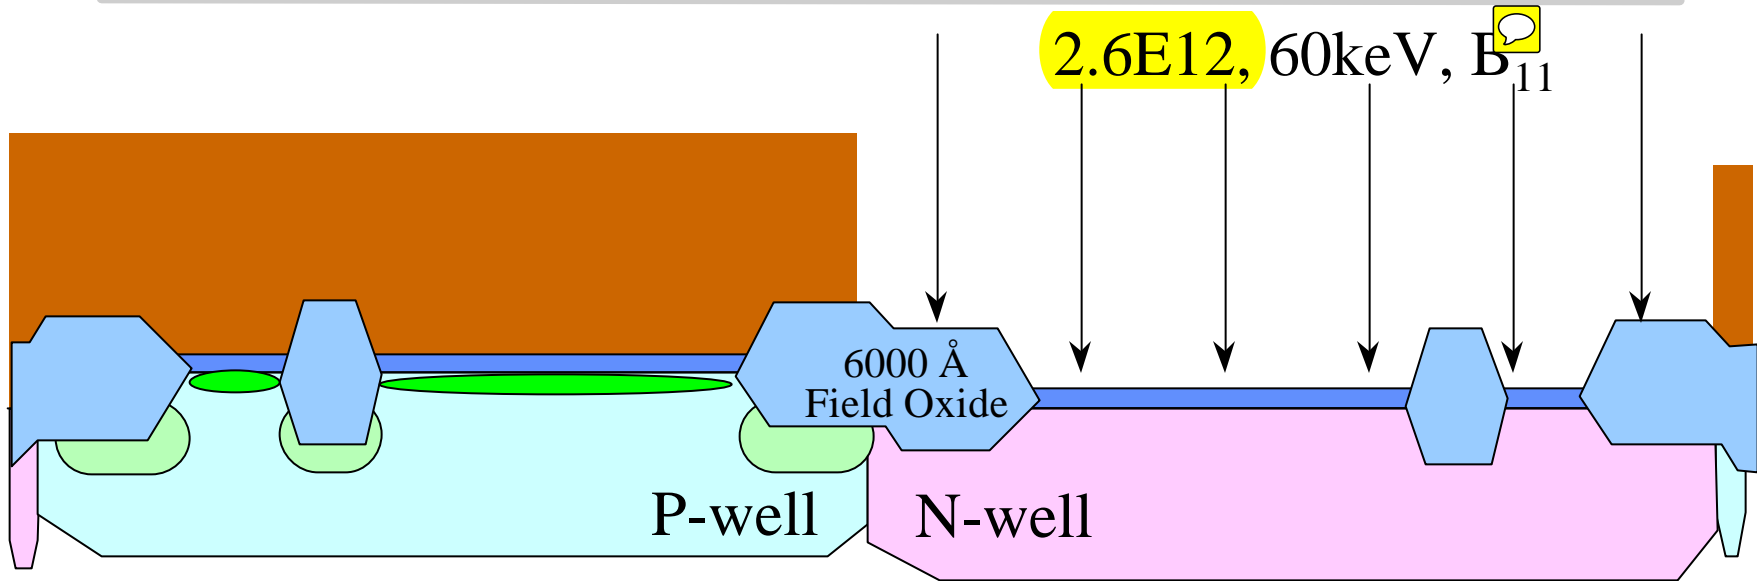 2.6E12, 60keV, B11
6000 Å
Field Oxide
P-well
N-well